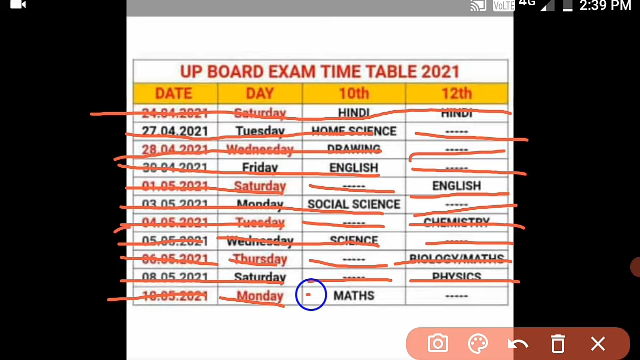 VoLTE 4G 2:39 PM
UP BOARD EXAM TIME TABLE 2021
DATE DAY 10th 12th
24.04.2021 Saturday HINDI HINDI
27.04.2021 Tuesday HOME SCIENCE -----
28.04.2021 Wednesday DRAWING -----
30.04.2021 Friday ENGLISH -----
01.05.2021 Saturday ----- ENGLISH
03.05.2021 Monday SOCIAL SCIENCE -----
04.05.2021 Tuesday ----- CHEMISTRY
05.05.2021 Wednesday SCIENCE -----
06.05.2021 Thursday ----- BIOLOGY/MATHS
08.05.2021 Saturday ----- PHYSICS
10.05.2021 Monday MATHS -----